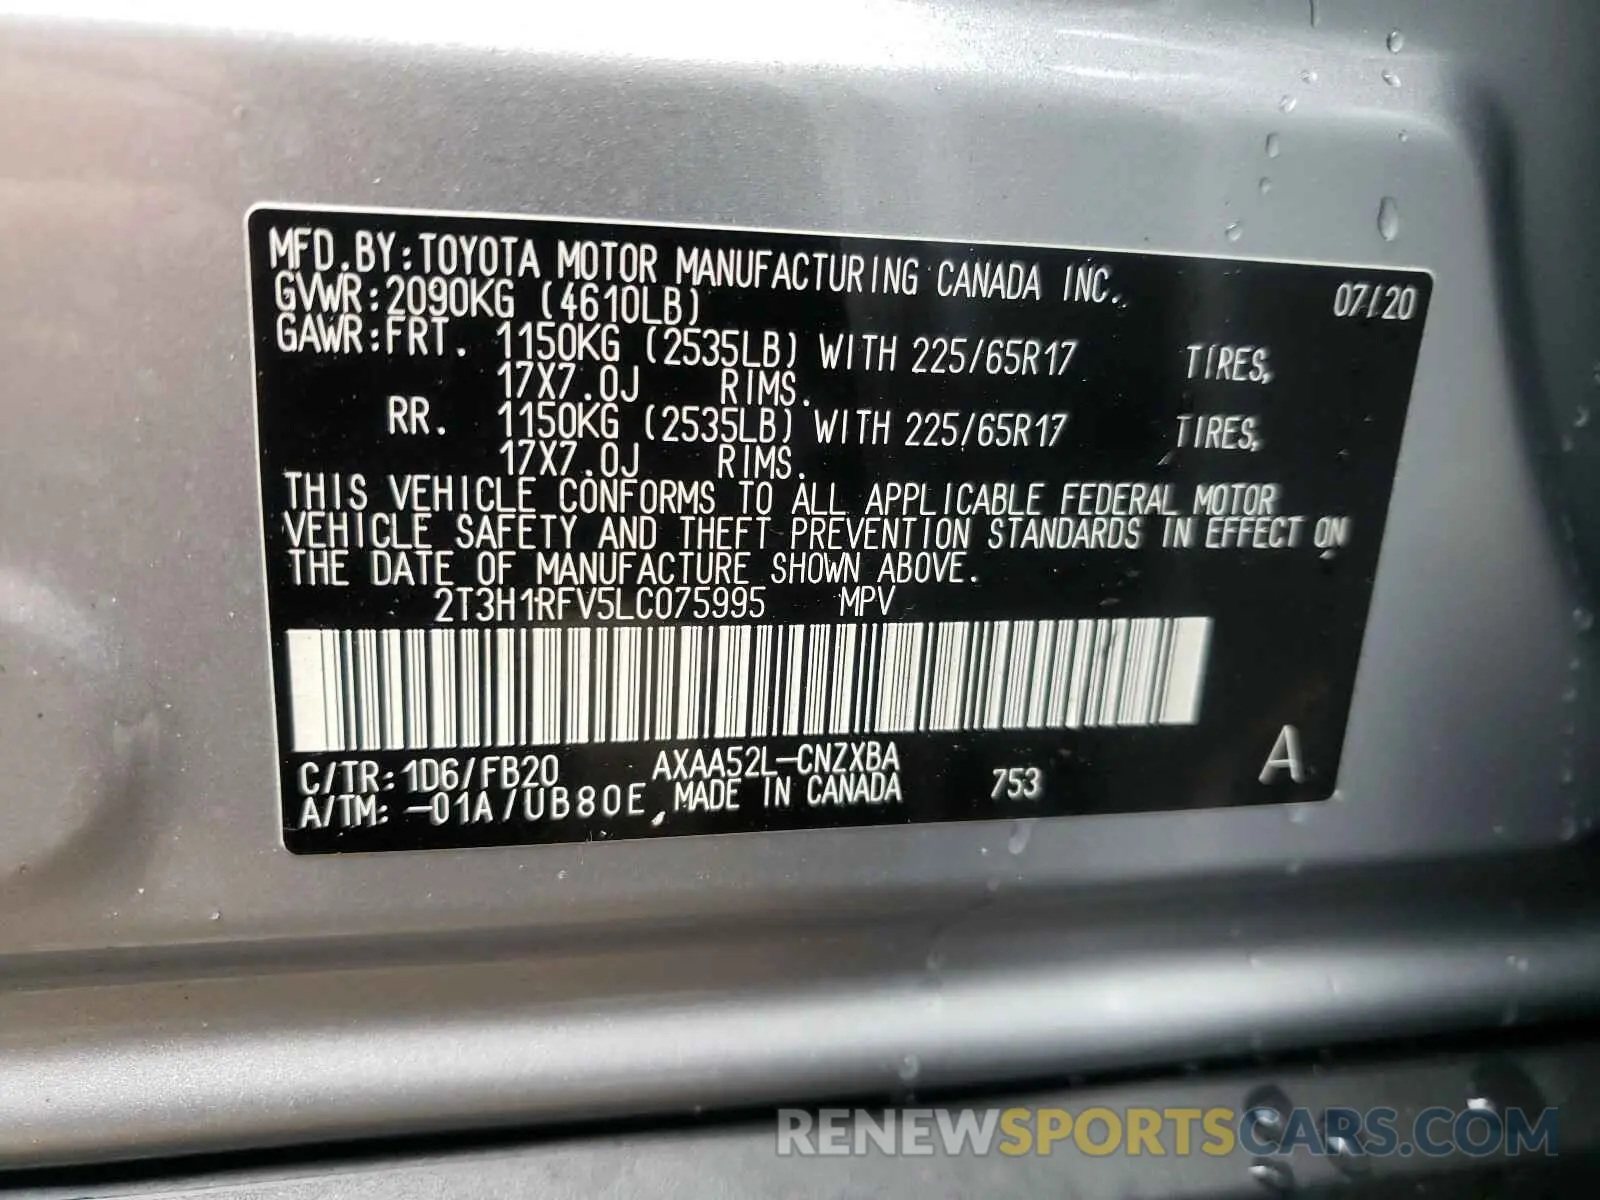 MFD.BY:TOYOTA MOTOR MANUFACTURING CANADA INC. 07/20
GVWR:2090KG (4610LB)
GAWR:FRT. 1150KG (2535LB) WITH 225/65R17 TIRES,
17X7.0J RIMS.
RR. 1150KG (2535LB) WITH 225/65R17 TIRES,
17X7.0J RIMS.
THIS VEHICLE CONFORMS TO ALL APPLICABLE FEDERAL MOTOR
VEHICLE SAFETY AND THEFT PREVENTION STANDARDS IN EFFECT ON
THE DATE OF MANUFACTURE SHOWN ABOVE.
2T3H1RFV5LC075995 MPV
C/TR:1D6/FB20 AXAA52L-CNZXBA 753 A
A/TM:-01A/UB80E MADE IN CANADA
RENEWSPORTSCARS.COM